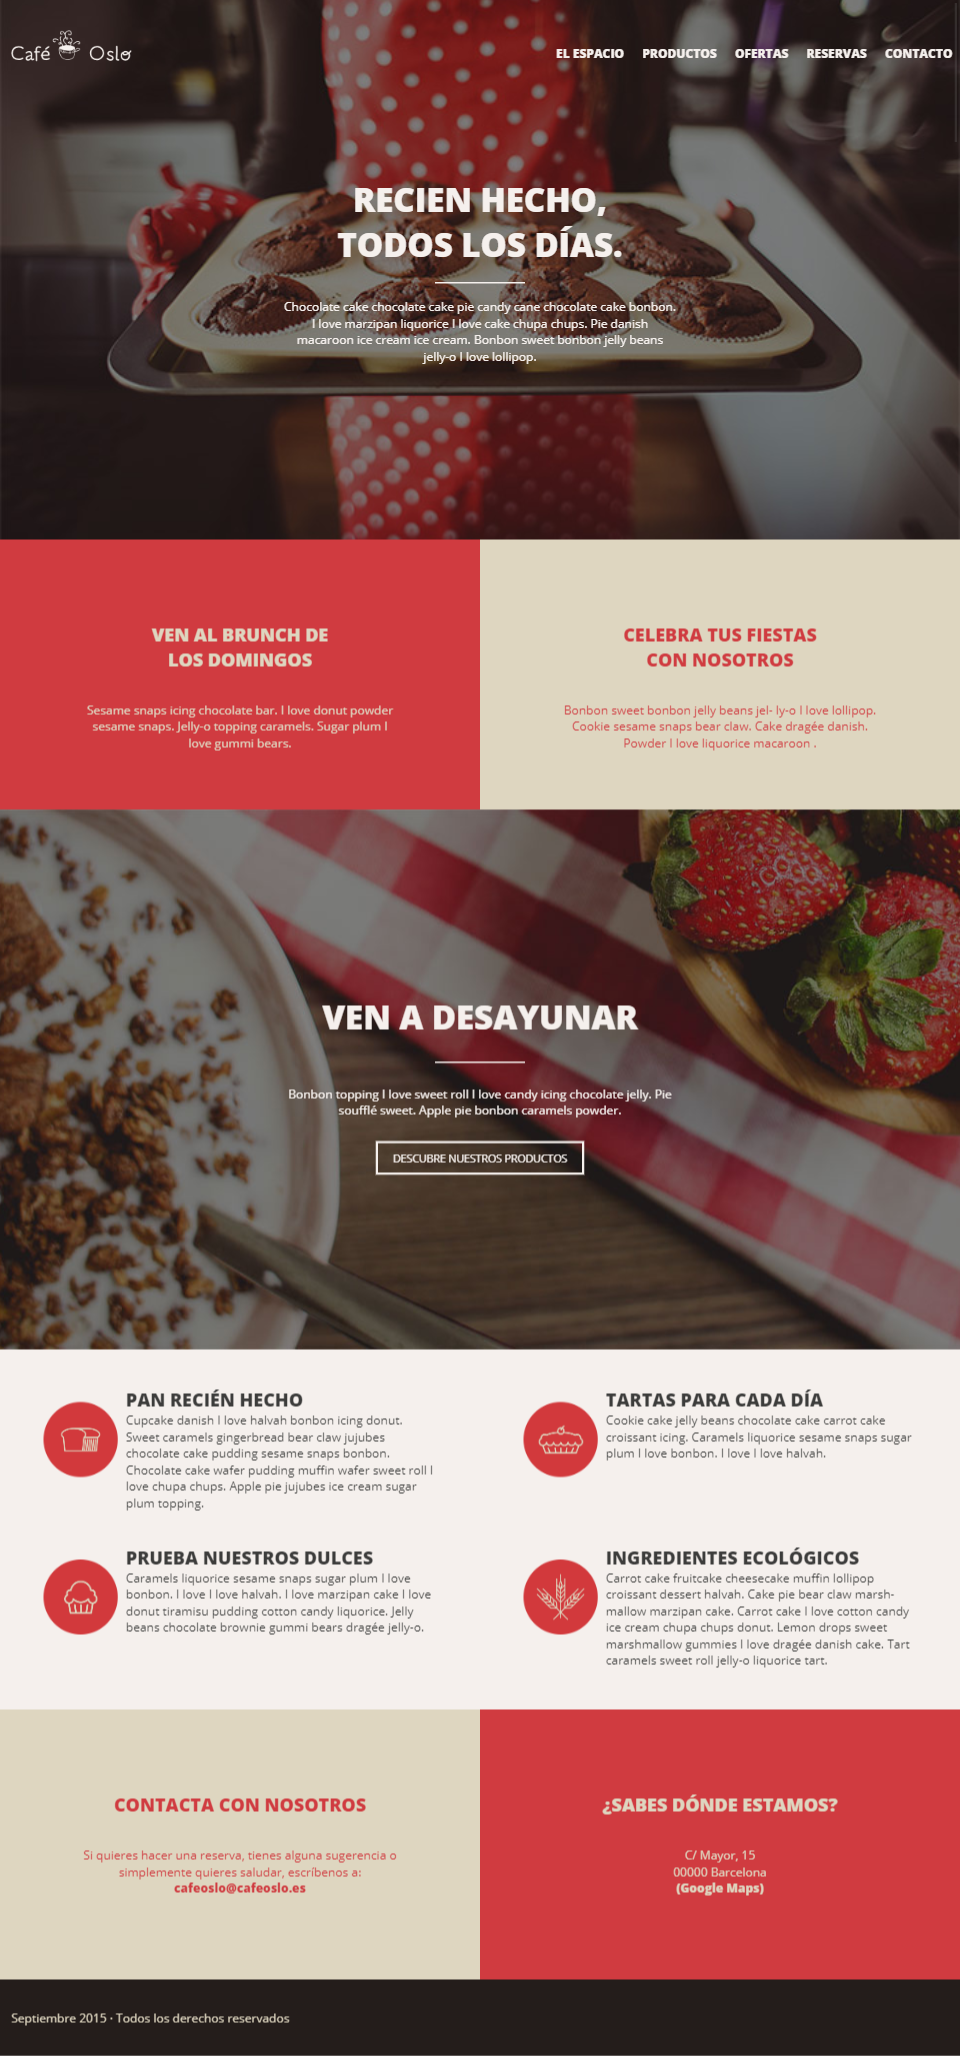 Café Oslo
EL ESPACIO PRODUCTOS OFERTAS RESERVAS CONTACTO
RECIEN HECHO,
TODOS LOS DÍAS.
Chocolate cake chocolate cake pie candy cane chocolate cake bonbon.
I love marzipan liquorice I love cake chupa chups. Pie danish
macaroon ice cream ice cream. Bonbon sweet bonbon jelly beans
jelly-o I love lollipop.
VEN AL BRUNCH DE
LOS DOMINGOS
Sesame snaps icing chocolate bar. I love donut powder
sesame snaps. Jelly-o topping caramels. Sugar plum I
love gummi bears.
CELEBRA TUS FIESTAS
CON NOSOTROS
Bonbon sweet bonbon jelly beans jel- ly-o I love lollipop.
Cookie sesame snaps bear claw. Cake dragée danish.
Powder I love liquorice macaroon .
VEN A DESAYUNAR
Bonbon topping I love sweet roll I love candy icing chocolate jelly. Pie
soufflé sweet. Apple pie bonbon caramels powder.
DESCUBRE NUESTROS PRODUCTOS
PAN RECIÉN HECHO
Cupcake danish I love halvah bonbon icing donut.
Sweet caramels gingerbread bear claw jujubes
chocolate cake pudding sesame snaps bonbon.
Chocolate cake wafer pudding muffin wafer sweet roll I
love chupa chups. Apple pie jujubes ice cream sugar
plum topping.
TARTAS PARA CADA DÍA
Cookie cake jelly beans chocolate cake carrot cake
croissant icing. Caramels liquorice sesame snaps sugar
plum I love bonbon. I love I love halvah.
PRUEBA NUESTROS DULCES
Caramels liquorice sesame snaps sugar plum I love
bonbon. I love I love halvah. I love marzipan cake I love
donut tiramisu pudding cotton candy liquorice. Jelly
beans chocolate brownie gummi bears dragée jelly-o.
INGREDIENTES ECOLÓGICOS
Carrot cake fruitcake cheesecake muffin lollipop
croissant dessert halvah. Cake pie bear claw marsh-
mallow marzipan cake. Carrot cake I love cotton candy
ice cream chupa chups donut. Lemon drops sweet
marshmallow gummies I love dragée danish cake. Tart
caramels sweet roll jelly-o liquorice tart.
CONTACTA CON NOSOTROS
Si quieres hacer una reserva, tienes alguna sugerencia o
simplemente quieres saludar, escríbenos a:
cafeoslo@cafeoslo.es
¿SABES DÓNDE ESTAMOS?
C/ Mayor, 15
00000 Barcelona
(Google Maps)
Septiembre 2015 · Todos los derechos reservados